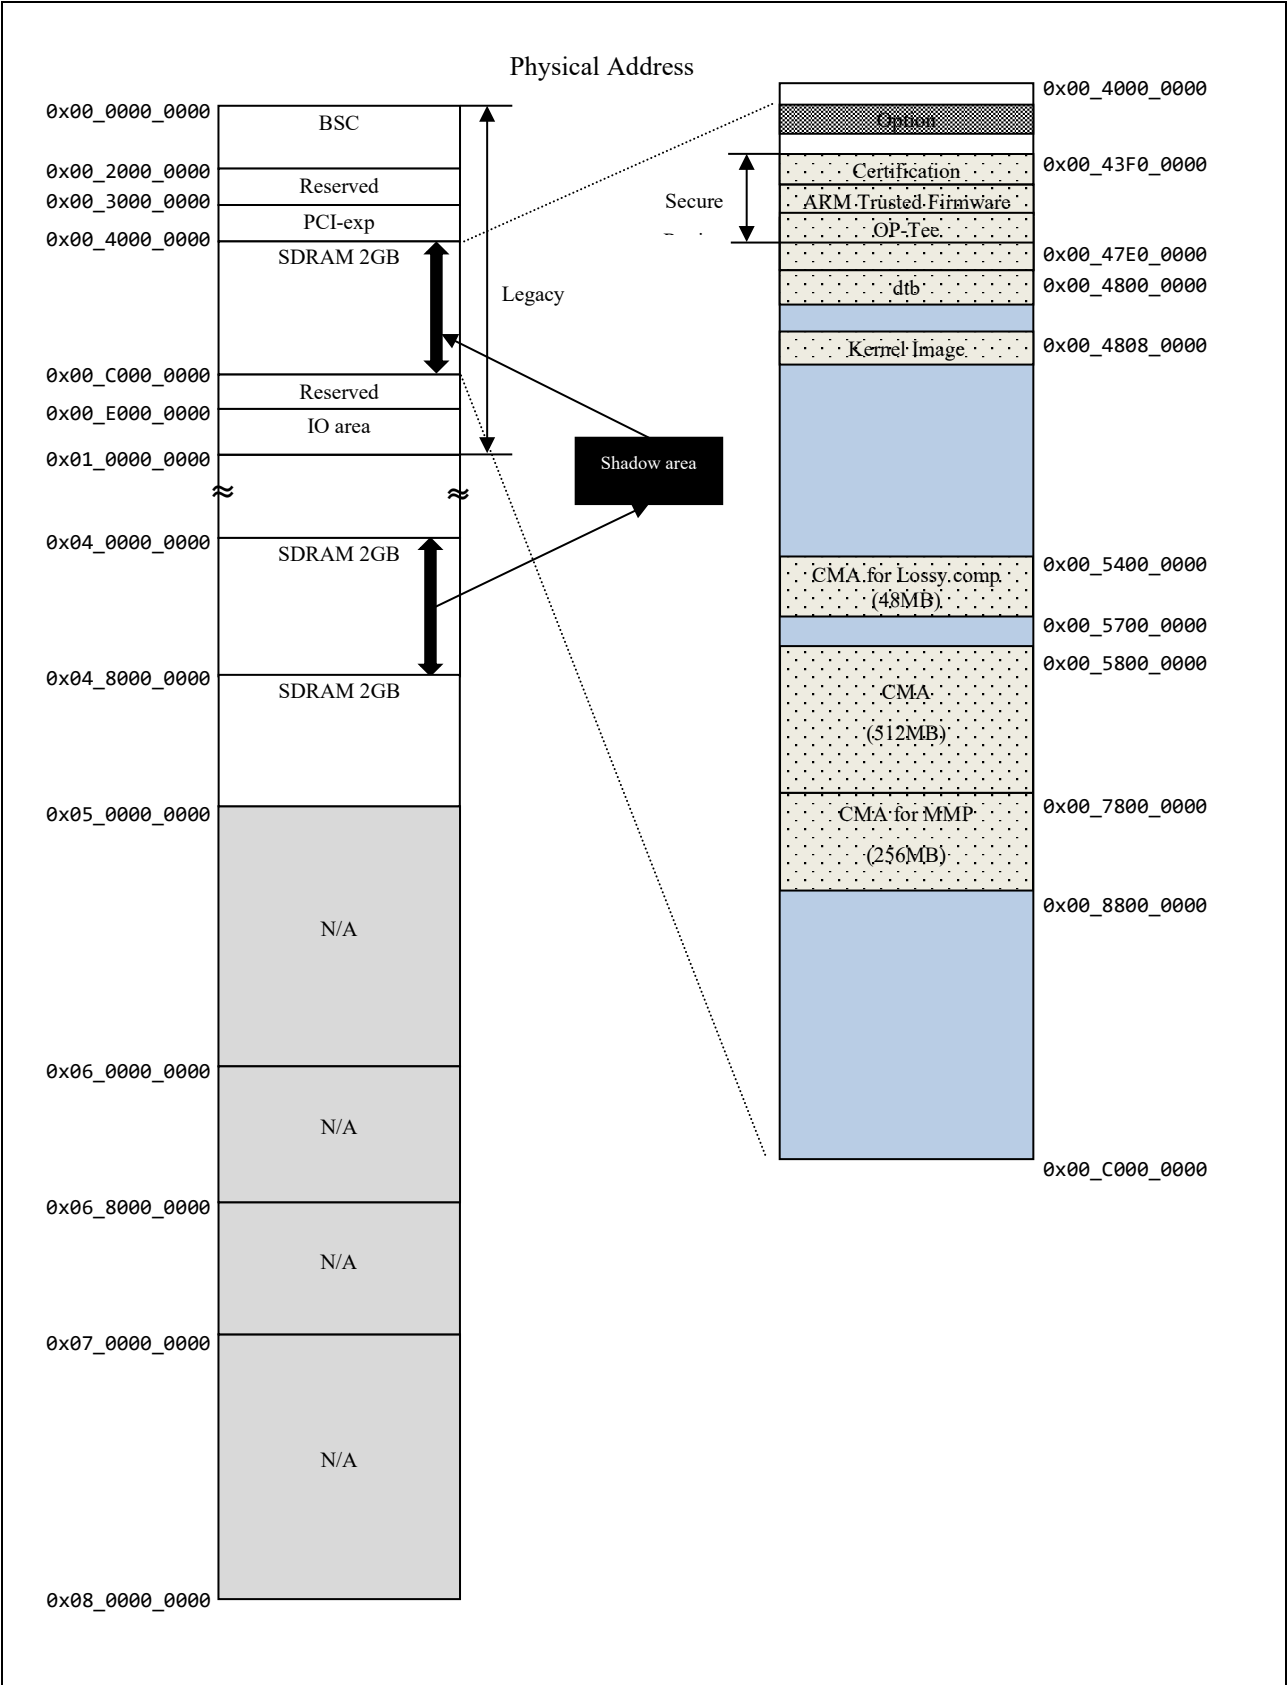 Physical Address
0x00_0000_0000
BSC
0x00_2000_0000
Reserved
0x00_3000_0000
PCI-exp
0x00_4000_0000
SDRAM 2GB
Legacy
0x00_C000_0000
Reserved
0x00_E000_0000
IO area
0x01_0000_0000
Shadow area
0x04_0000_0000
SDRAM 2GB
0x04_8000_0000
SDRAM 2GB
0x05_0000_0000
N/A
0x06_0000_0000
N/A
0x06_8000_0000
N/A
0x07_0000_0000
N/A
0x08_0000_0000
0x00_4000_0000
Option
0x00_43F0_0000
Certification
Secure
ARM Trusted Firmware
OP-Tee
0x00_47E0_0000
0x00_4800_0000
dtb
0x00_4808_0000
Kernel Image
0x00_5400_0000
CMA for Lossy comp
(48MB)
0x00_5700_0000
0x00_5800_0000
CMA
(512MB)
0x00_7800_0000
CMA for MMP
(256MB)
0x00_8800_0000
0x00_C000_0000